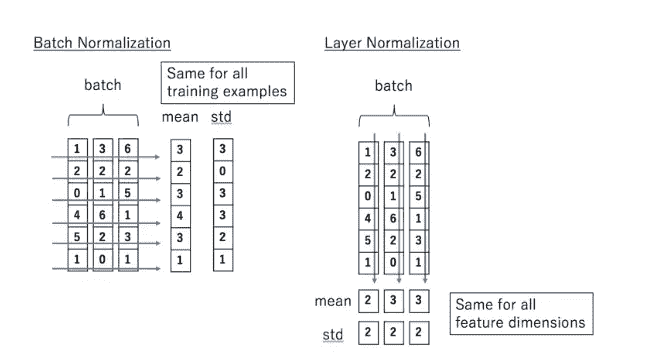 Batch Normalization
batch
Same for all
training examples
mean std
1 3 6 3 3
2 2 2 2 0
0 1 5 3 3
4 6 1 4 3
5 2 3 3 2
1 0 1 1 1
Layer Normalization
batch
1 3 6
2 2 2
0 1 5
4 6 1
5 2 3
1 0 1
mean 2 3 3
std 2 2 2
Same for all
feature dimensions